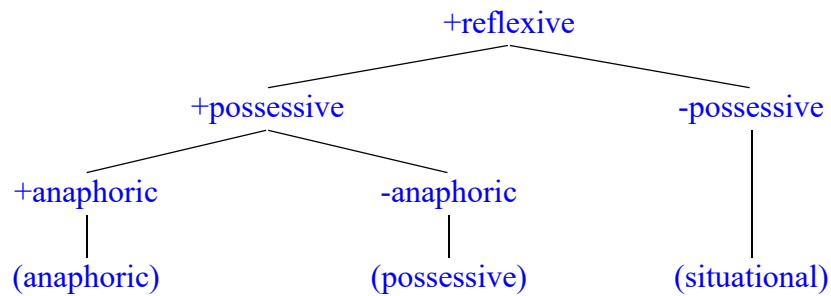 +reflexive
+possessive -possessive
+anaphoric -anaphoric
(anaphoric) (possessive) (situational)